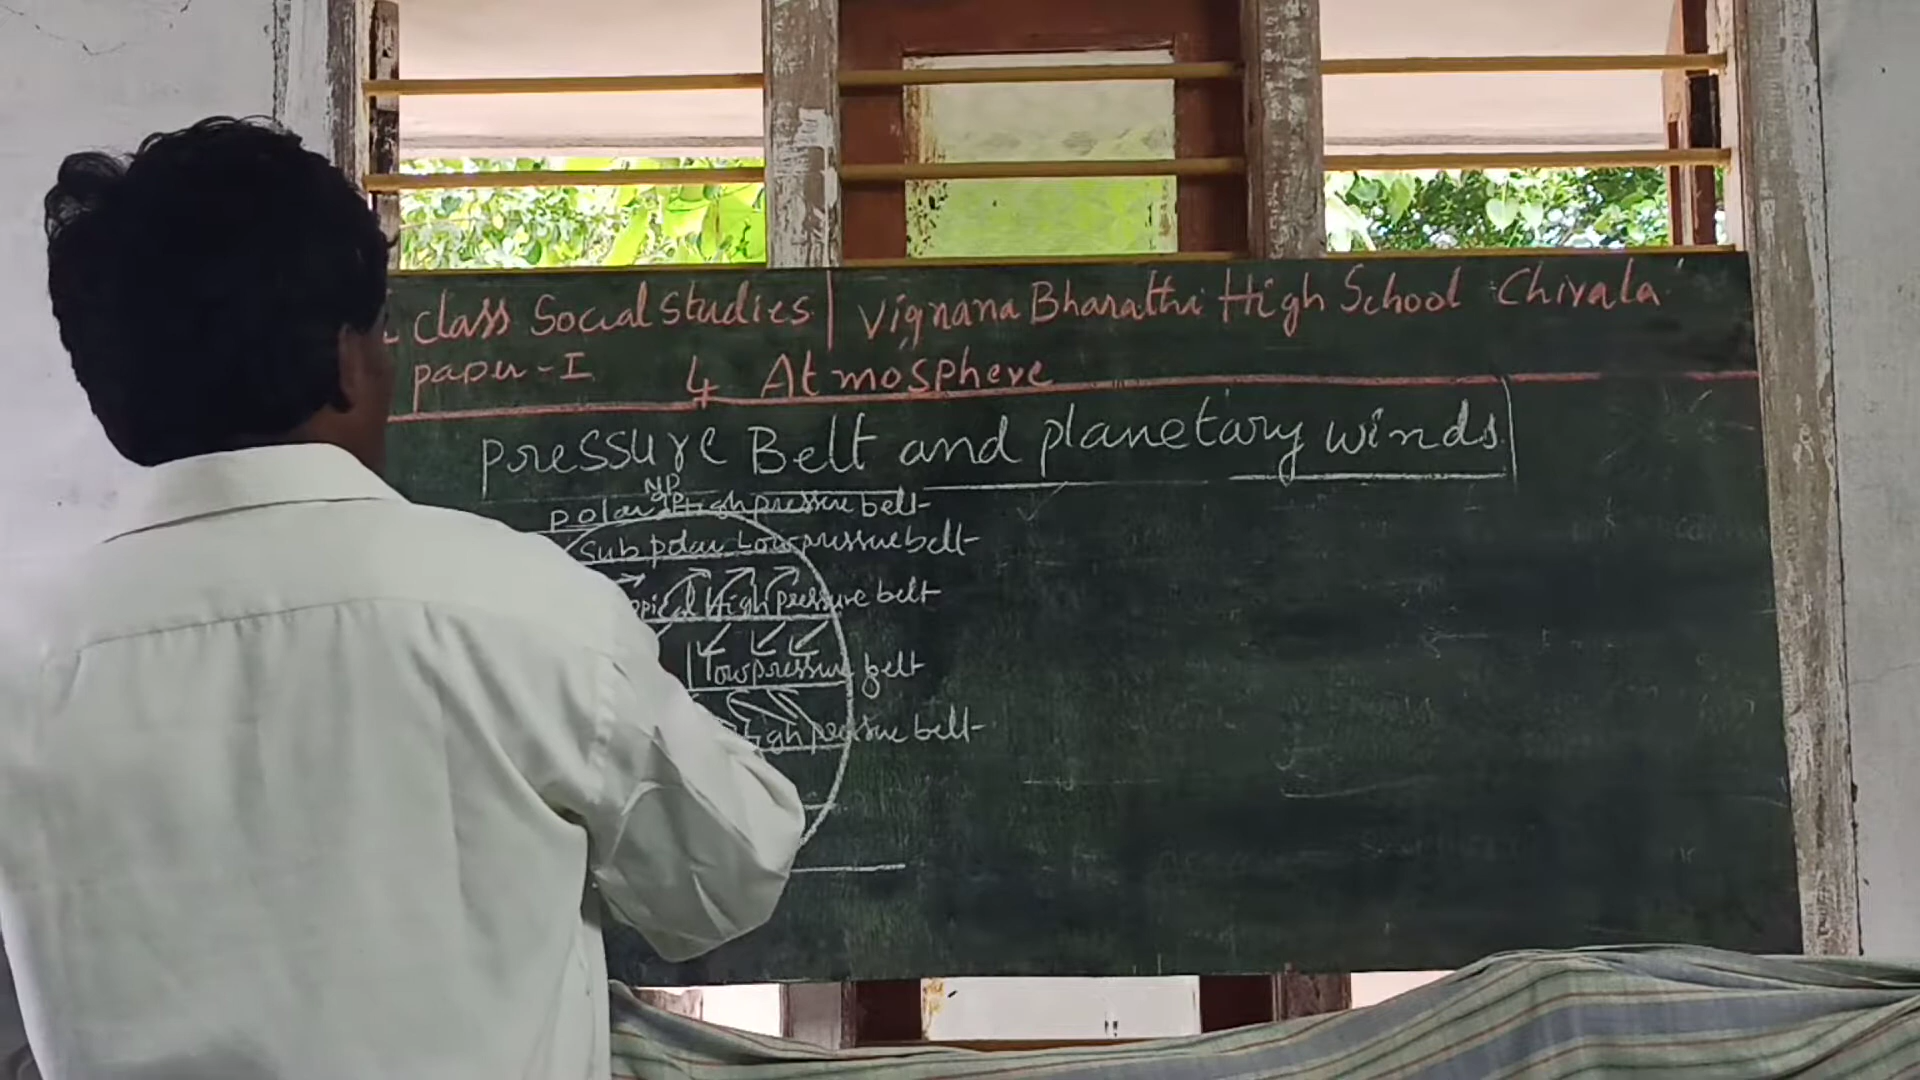 class Social Studies | Vignana Bharathi High School Chirala
paper - I 4 Atmosphere
pressure Belt and planetary winds
NP
polar High pressure belt
Sub polar Low pressure belt
opical High pressure belt
low pressure belt
High pressure belt